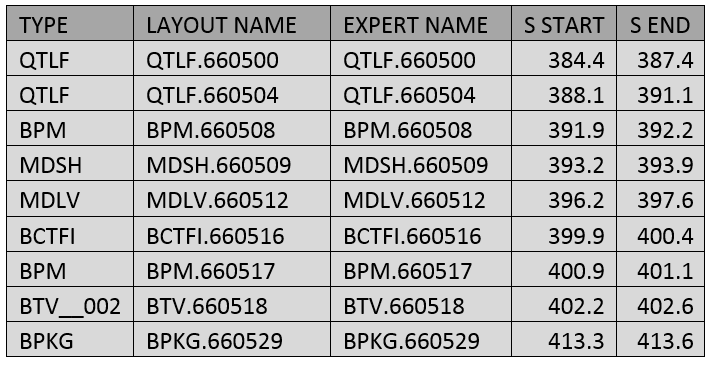 TYPE LAYOUT NAME EXPERT NAME S START S END
QTLF QTLF.660500 QTLF.660500 384.4 387.4
QTLF QTLF.660504 QTLF.660504 388.1 391.1
BPM BPM.660508 BPM.660508 391.9 392.2
MDSH MDSH.660509 MDSH.660509 393.2 393.9
MDLV MDLV.660512 MDLV.660512 396.2 397.6
BCTFI BCTFI.660516 BCTFI.660516 399.9 400.4
BPM BPM.660517 BPM.660517 400.9 401.1
BTV__002 BTV.660518 BTV.660518 402.2 402.6
BPKG BPKG.660529 BPKG.660529 413.3 413.6